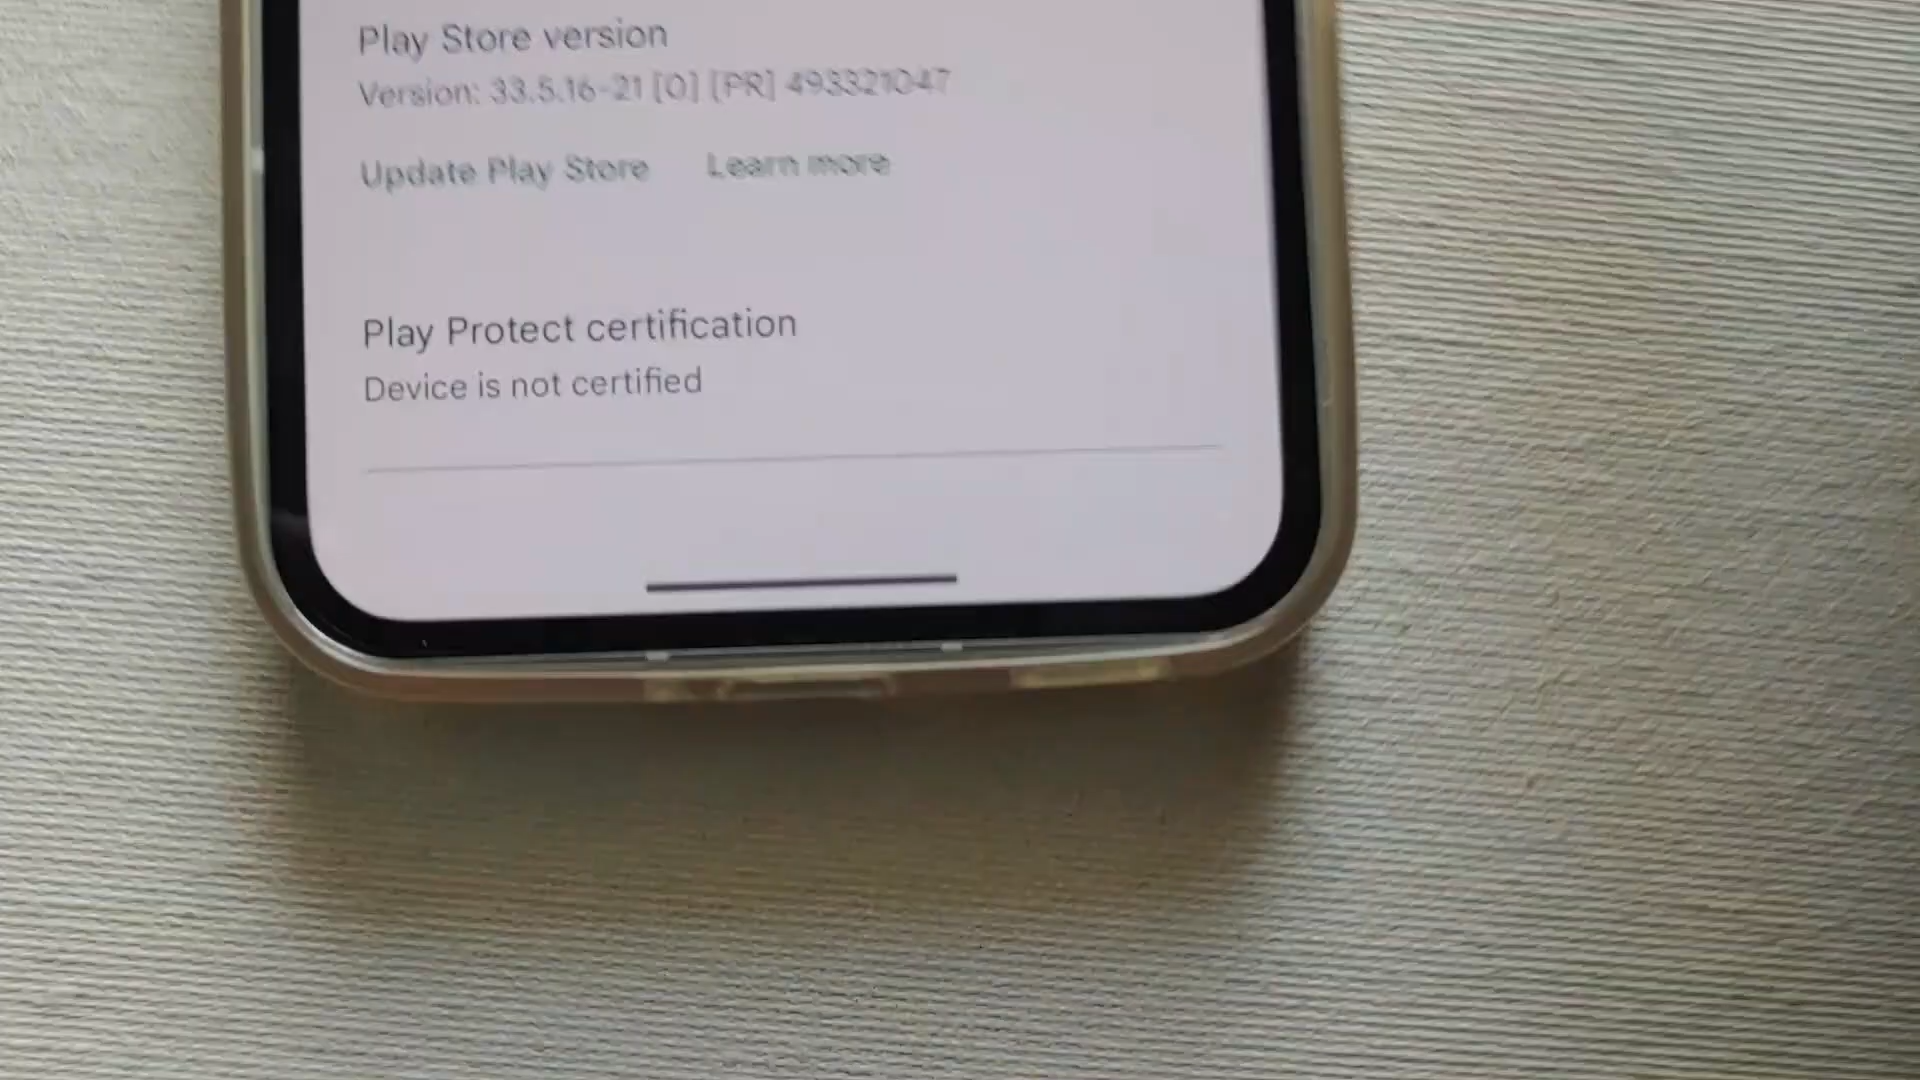 Play Store version
Version: 33.5.16-21 [0] [PR] 493321047
Update Play Store Learn more
Play Protect certification
Device is not certified